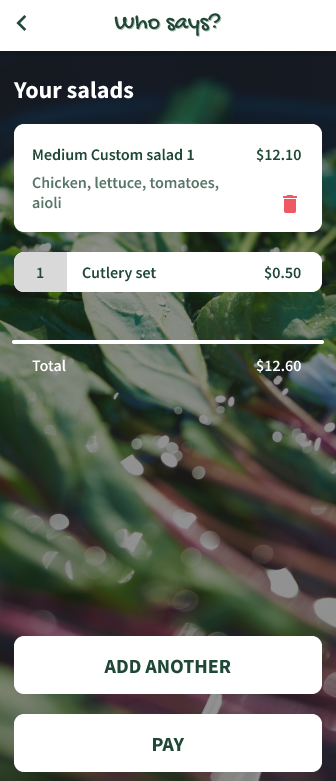 Who says?
Your salads
Medium Custom salad 1 $12.10
Chicken, lettuce, tomatoes,
aioli
1 Cutlery set $0.50
Total $12.60
ADD ANOTHER
PAY